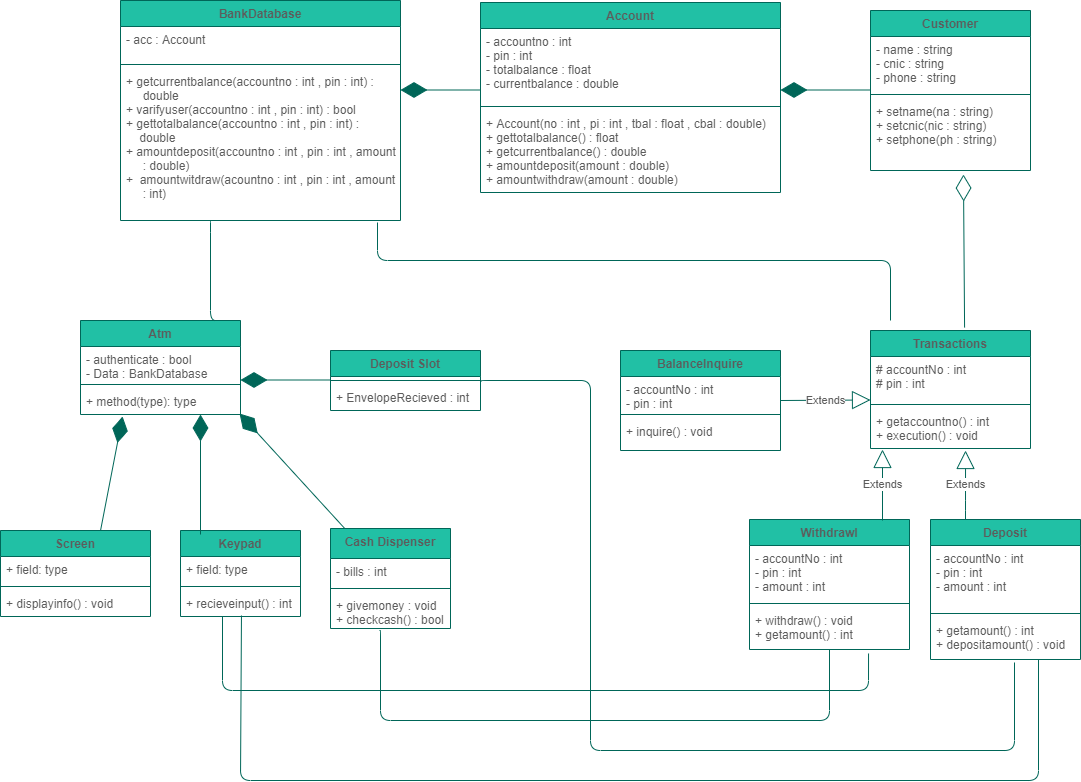 BankDatabase
- acc : Account
+ getcurrentbalance(accountno : int , pin : int) :
double
+ varifyuser(accountno : int , pin : int) : bool
+ gettotalbalance(accountno : int , pin : int) :
double
+ amountdeposit(accountno : int , pin : int , amount
: double)
+ amountwitdraw(acountno : int , pin : int , amount
: int)
Account
- accountno : int
- pin : int
- totalbalance : float
- currentbalance : double
+ Account(no : int , pi : int , tbal : float , cbal : double)
+ gettotalbalance() : float
+ getcurrentbalance() : double
+ amountdeposit(amount : double)
+ amountwithdraw(amount : double)
Customer
- name : string
- cnic : string
- phone : string
+ setname(na : string)
+ setcnic(nic : string)
+ setphone(ph : string)
Atm
- authenticate : bool
- Data : BankDatabase
+ method(type): type
Deposit Slot
+ EnvelopeRecieved : int
BalanceInquire
- accountNo : int
- pin : int
+ inquire() : void
Extends
Transactions
# accountNo : int
# pin : int
+ getaccountno() : int
+ execution() : void
Extends
Extends
Screen
+ field: type
+ displayinfo() : void
Keypad
+ field: type
+ recieveinput() : int
Cash Dispenser
- bills : int
+ givemoney : void
+ checkcash() : bool
Withdrawl
- accountNo : int
- pin : int
- amount : int
+ withdraw() : void
+ getamount() : int
Deposit
- accountNo : int
- pin : int
- amount : int
+ getamount() : int
+ depositamount() : void